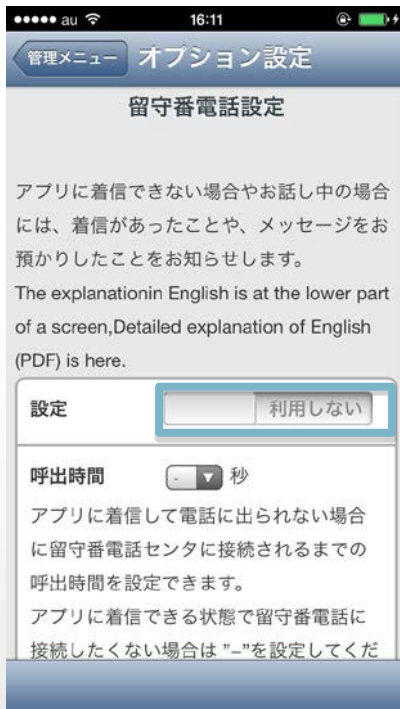 au 16:11
管理メニュー オプション設定
留守番電話設定
アプリに着信できない場合やお話し中の場合
には、着信があったことや、メッセージをお
預かりしたことをお知らせします。
The explanationin English is at the lower part
of a screen,Detailed explanation of English
(PDF) is here.
設定 利用しない
呼出時間 - 秒
アプリに着信して電話に出られない場合
に留守番電話センタに接続されるまでの
呼出時間を設定できます。
アプリに着信できる状態で留守番電話に
接続したくない場合は "–"を設定してくだ